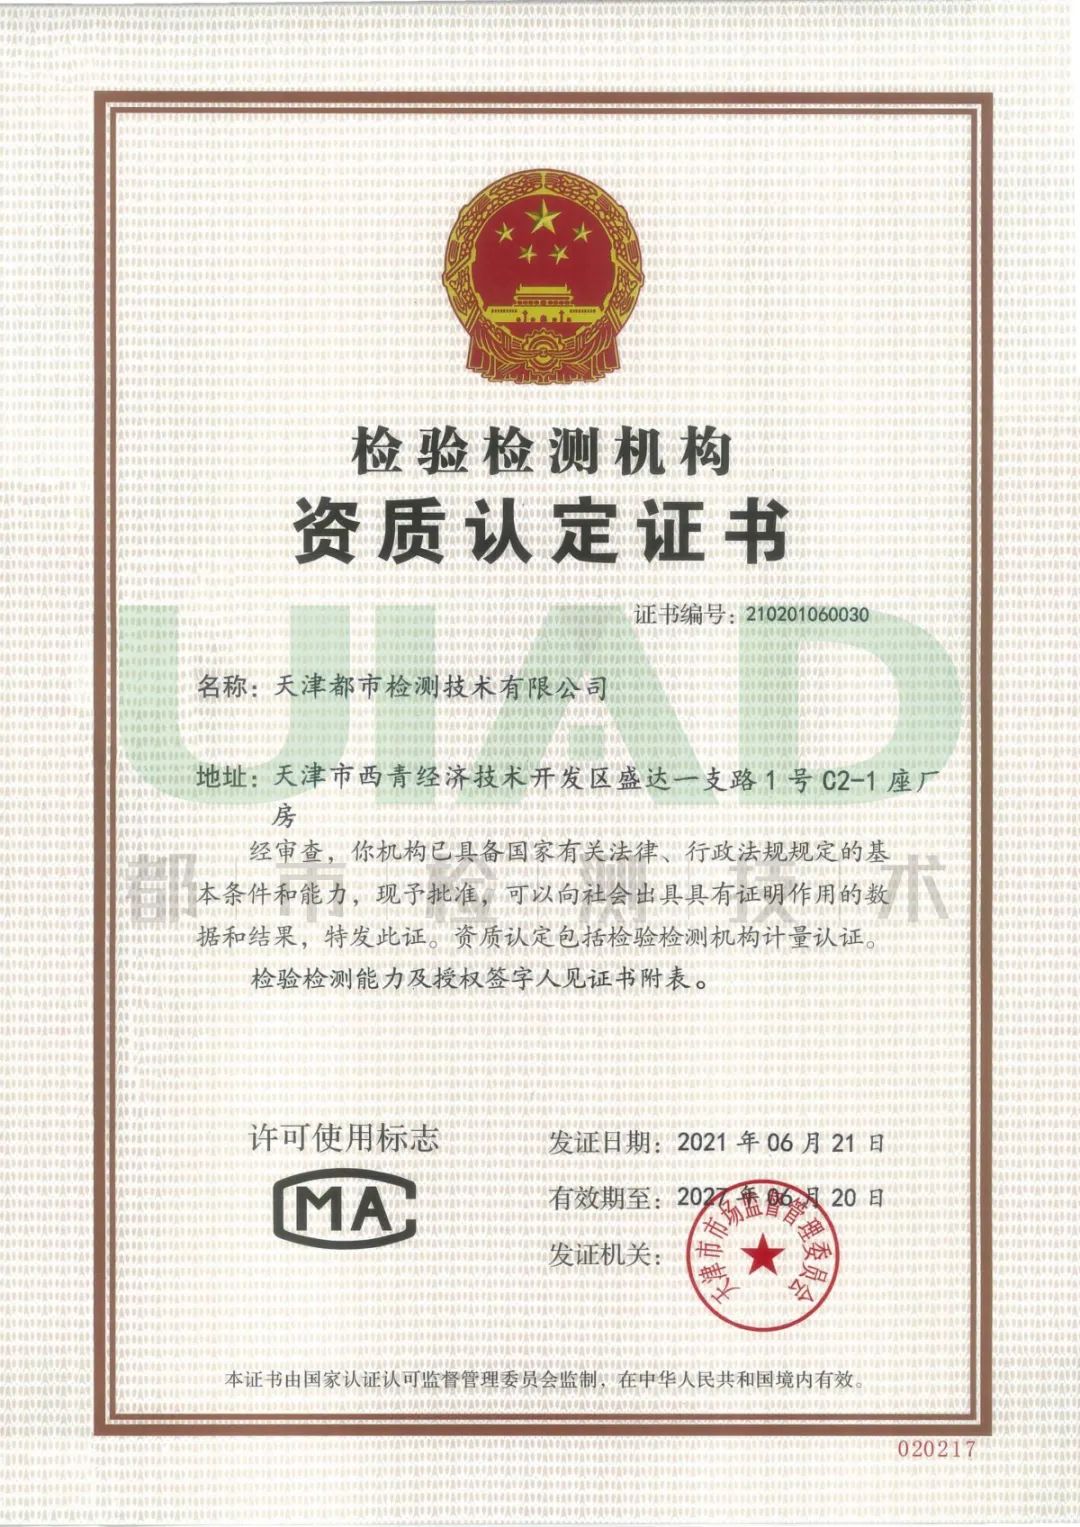 检验检测机构
资质认定证书
证书编号：210201060030
名称：天津都市检测技术有限公司
UIAD
地址：天津市西青经济技术开发区盛达一支路1号C2-1座厂
房
经审查，你机构已具备国家有关法律、行政法规规定的基
都市检测技术
本条件和能力，现予批准，可以向社会出具具有证明作用的数
据和结果，特发此证。资质认定包括检验检测机构计量认证。
检验检测能力及授权签字人见证书附表。
许可使用标志
MA
发证日期：2021年06月21日
有效期至：2027年06月20日
发证机关：
天津市市场监督管理委员会
本证书由国家认证认可监督管理委员会监制，在中华人民共和国境内有效。
020217